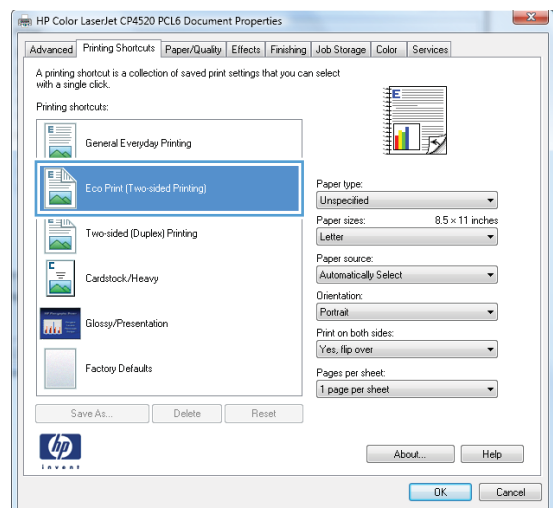 HP Color LaserJet CP4520 PCL6 Document Properties
Advanced Printing Shortcuts Paper/Quality Effects Finishing Job Storage Color Services
A printing shortcut is a collection of saved print settings that you can select
with a single click.
Printing shortcuts:
E
General Everyday Printing
E
Eco Print (Two-sided Printing)
E
Two-sided (Duplex) Printing
C
Cardstock/Heavy
Glossy/Presentation
Factory Defaults
Save As... Delete Reset
E
Paper type:
Unspecified
Paper sizes: 8.5 × 11 inches
Letter
Paper source:
Automatically Select
Orientation:
Portrait
Print on both sides:
Yes, flip over
Pages per sheet:
1 page per sheet
hp
invent
About... Help
OK Cancel